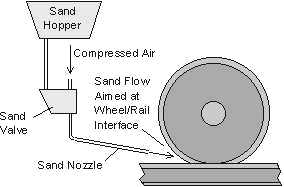 Sand
Hopper
Compressed Air
Sand Flow
Aimed at
Wheel/Rail
Interface
Sand
Valve
Sand Nozzle